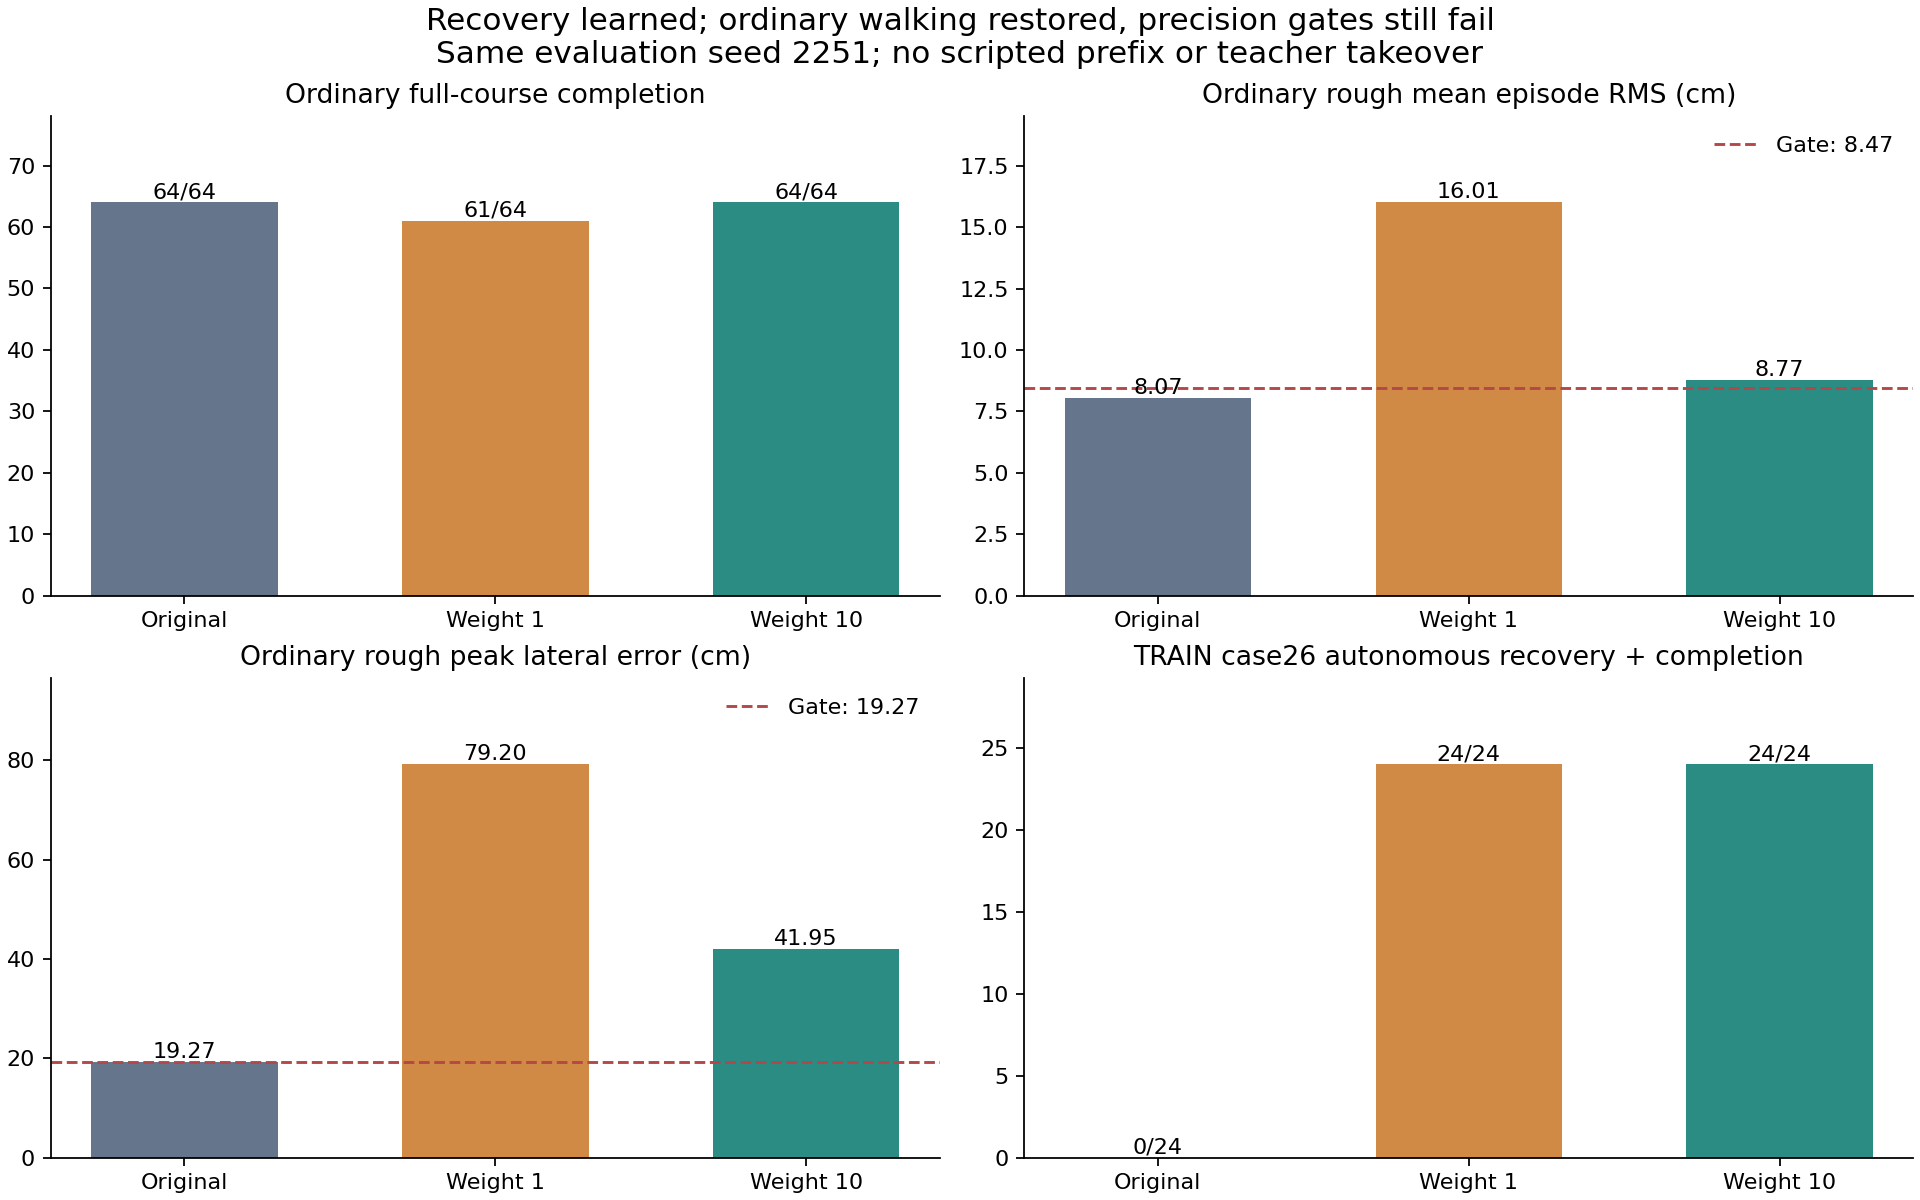 Recovery learned; ordinary walking restored, precision gates still fail
Same evaluation seed 2251; no scripted prefix or teacher takeover
Ordinary full-course completion
70
60
50
40
30
20
10
0
64/64
61/64
64/64
Original
Weight 1
Weight 10
Ordinary rough mean episode RMS (cm)
Gate: 8.47
17.5
15.0
12.5
10.0
7.5
5.0
2.5
0.0
8.07
16.01
8.77
Original
Weight 1
Weight 10
Ordinary rough peak lateral error (cm)
Gate: 19.27
80
60
40
20
0
19.27
79.20
41.95
Original
Weight 1
Weight 10
TRAIN case26 autonomous recovery + completion
25
20
15
10
5
0
0/24
24/24
24/24
Original
Weight 1
Weight 10